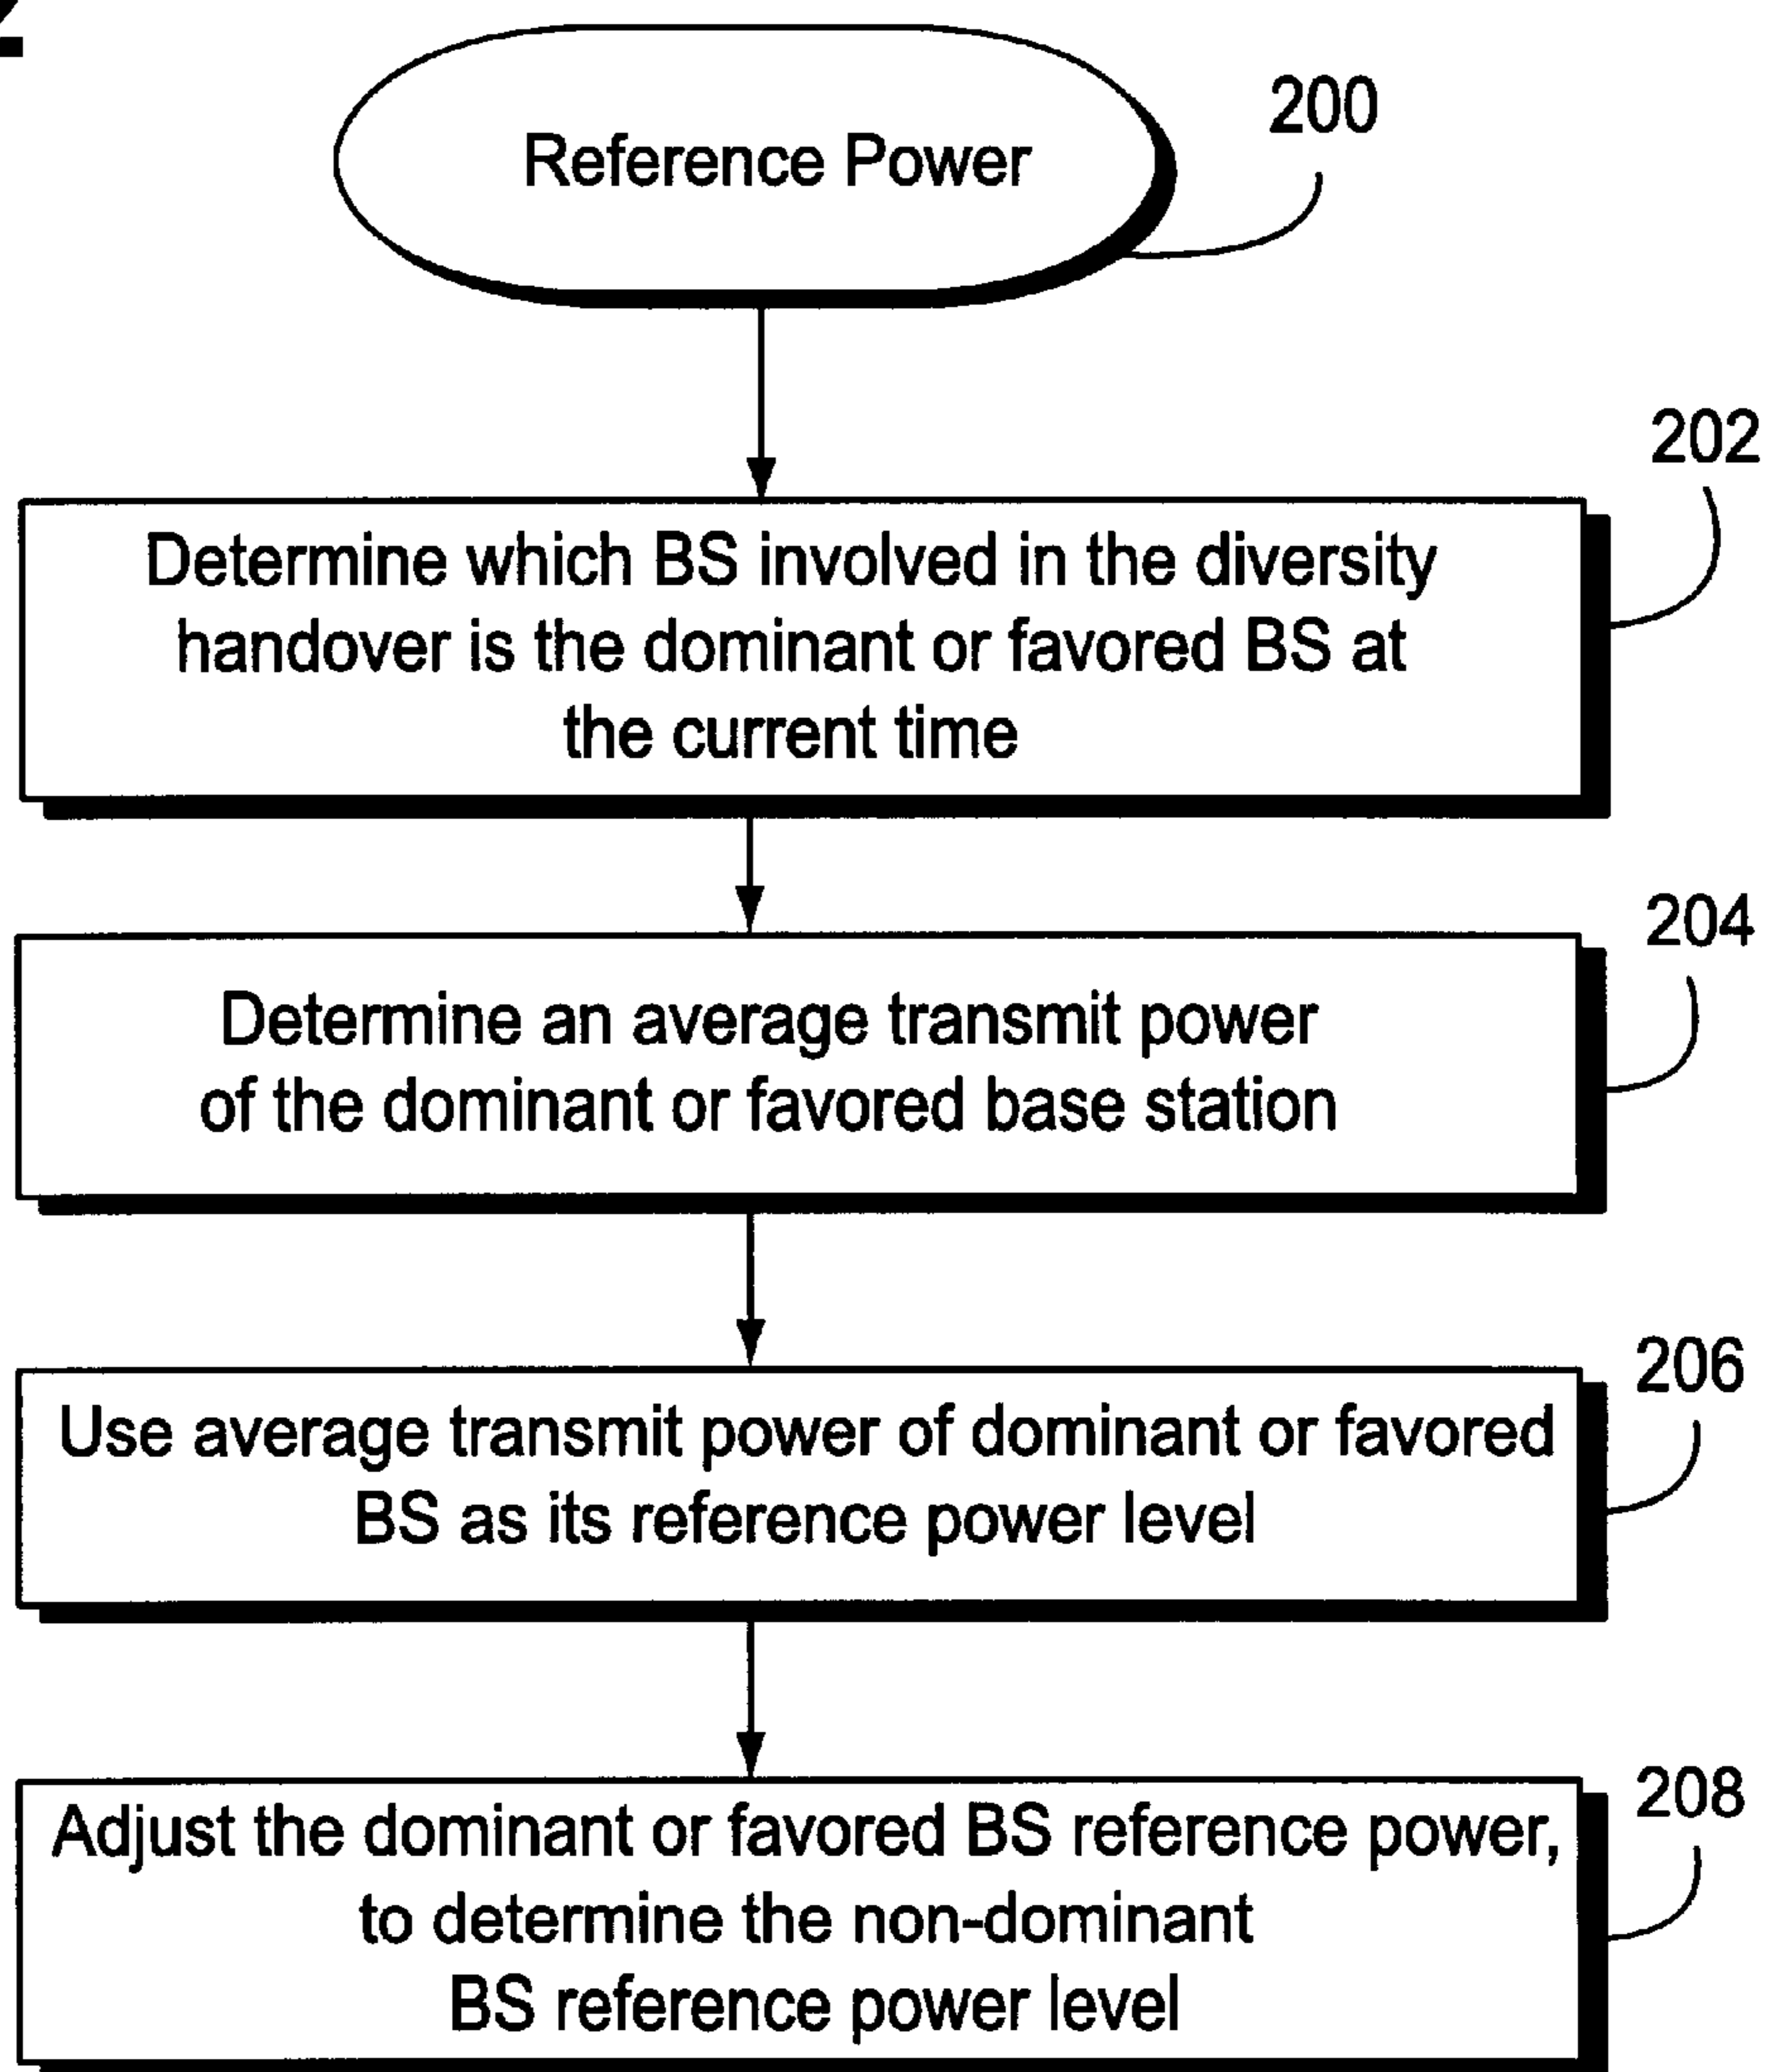 Reference Power
200
202
Determine which BS involved in the diversity
handover is the dominant or favored BS at
the current time
204
Determine an average transmit power
of the dominant or favored base station
206
Use average transmit power of dominant or favored
BS as its reference power level
208
Adjust the dominant or favored BS reference power,
to determine the non-dominant
BS reference power level